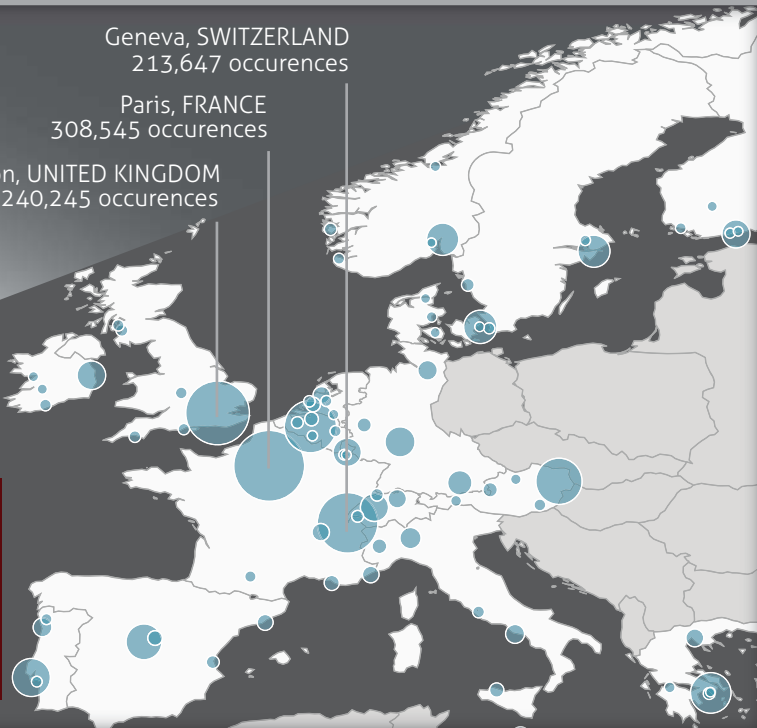 Geneva, SWITZERLAND
213,647 occurences
Paris, FRANCE
308,545 occurences
n, UNITED KINGDOM
240,245 occurences